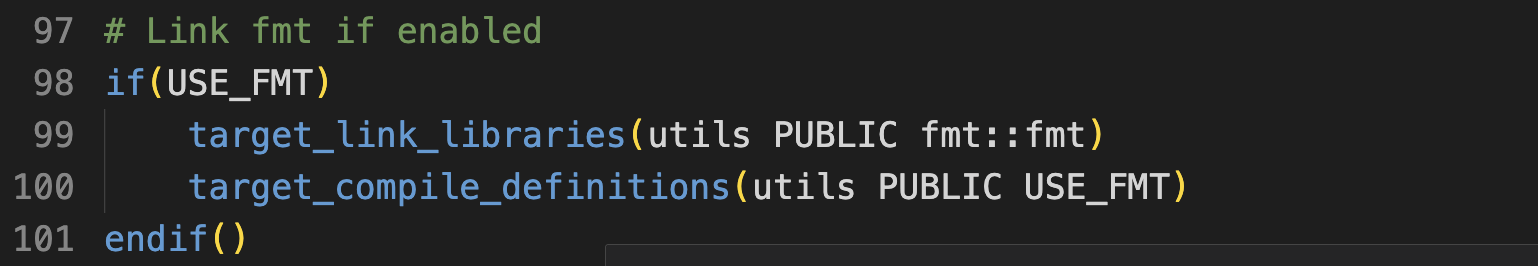 97 # Link fmt if enabled
98 if(USE_FMT)
99     target_link_libraries(utils PUBLIC fmt::fmt)
100     target_compile_definitions(utils PUBLIC USE_FMT)
101 endif()